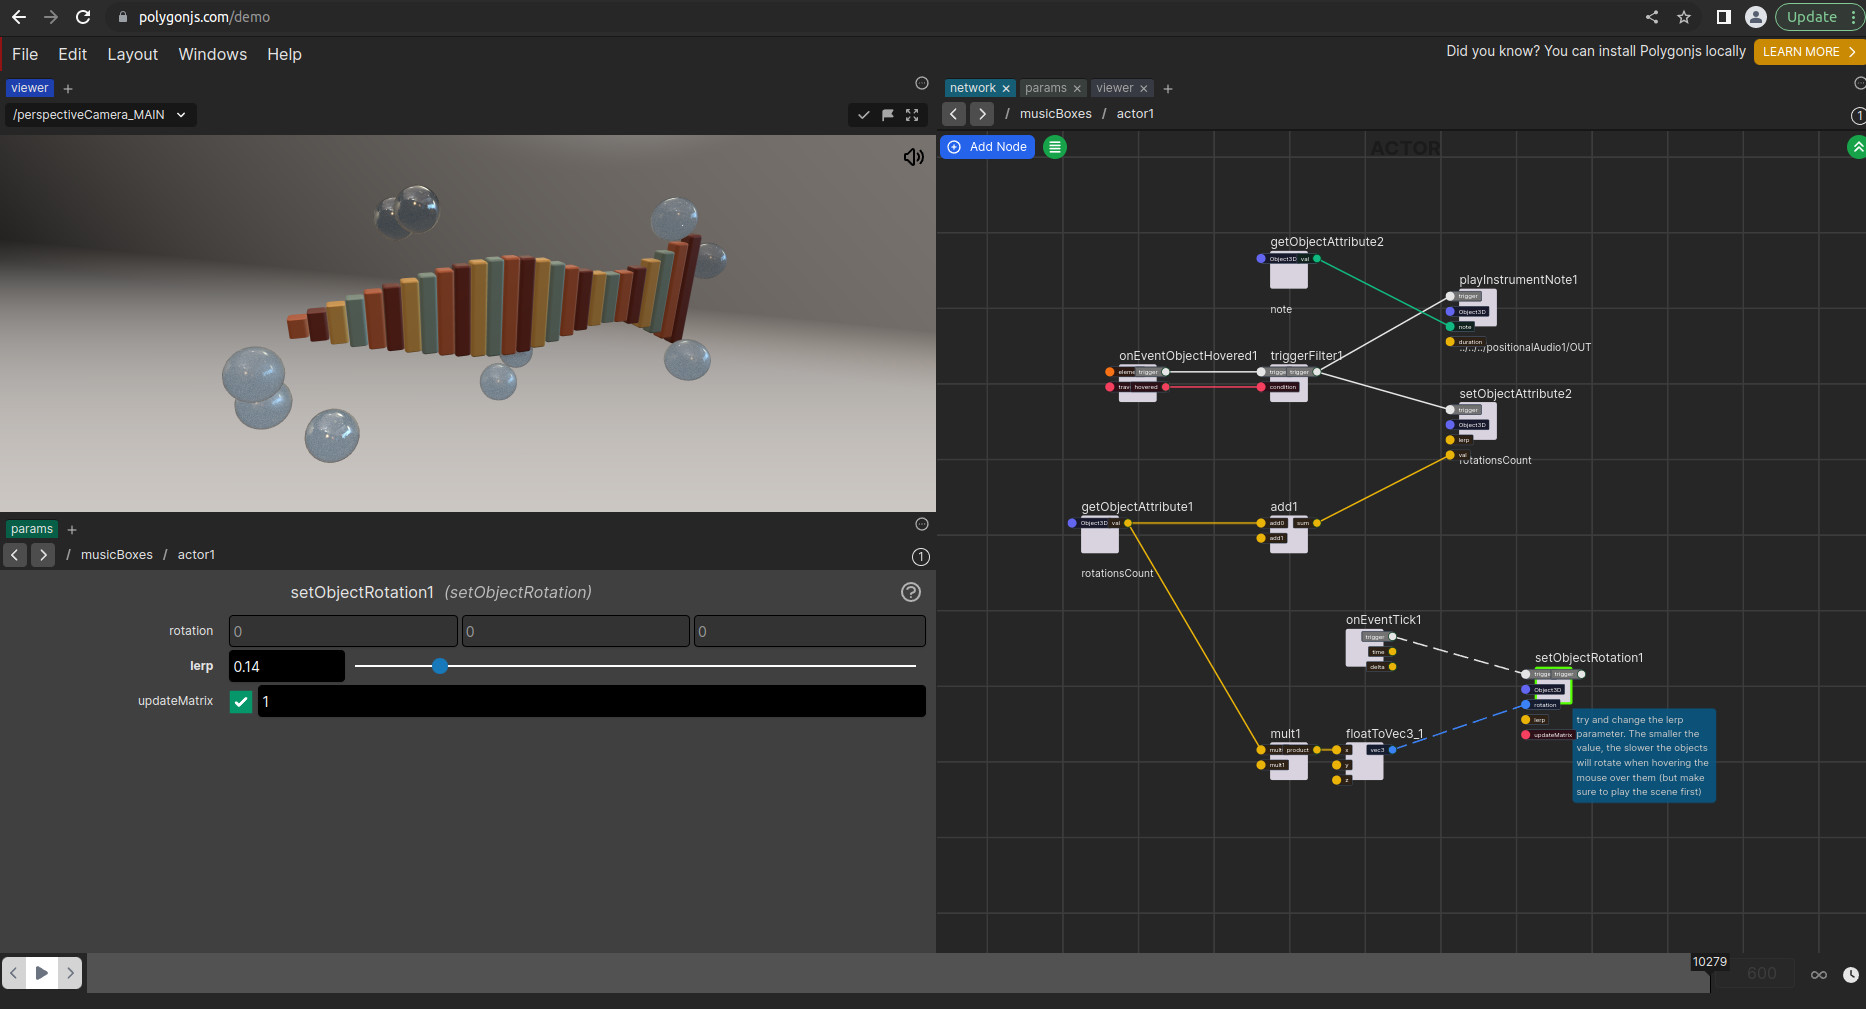 polygonjs.com/demo
Update
File Edit Layout Windows Help
Did you know? You can install Polygonjs locally
LEARN MORE
viewer
/perspectiveCamera_MAIN
network params viewer
/ musicBoxes / actor1
1
Add Node
ACTOR
getObjectAttribute2
Object3D val
note
playInstrumentNote1
trigger
Object3D
note
duration
../../../positionalAudio1/OUT
onEventObjectHovered1
eleme trigger
trav hovered
triggerFilter1
trigge trigger
condition
setObjectAttribute2
trigger
Object3D
lerp
val
rotationsCount
getObjectAttribute1
Object3D val
rotationsCount
add1
add0 sum
add1
onEventTick1
trigger
time
delta
setObjectRotation1
trigge trigger
Object3D
rotation
lerp
updateMatrix
try and change the lerp
parameter. The smaller the
value, the slower the objects
will rotate when hovering the
mouse over them (but make
sure to play the scene first)
mult1
mult product
mult1
floatToVec3_1
x vec3
y
z
params
/ musicBoxes / actor1
1
setObjectRotation1 (setObjectRotation)
rotation 0 0 0
lerp 0.14
updateMatrix 1
10279
600